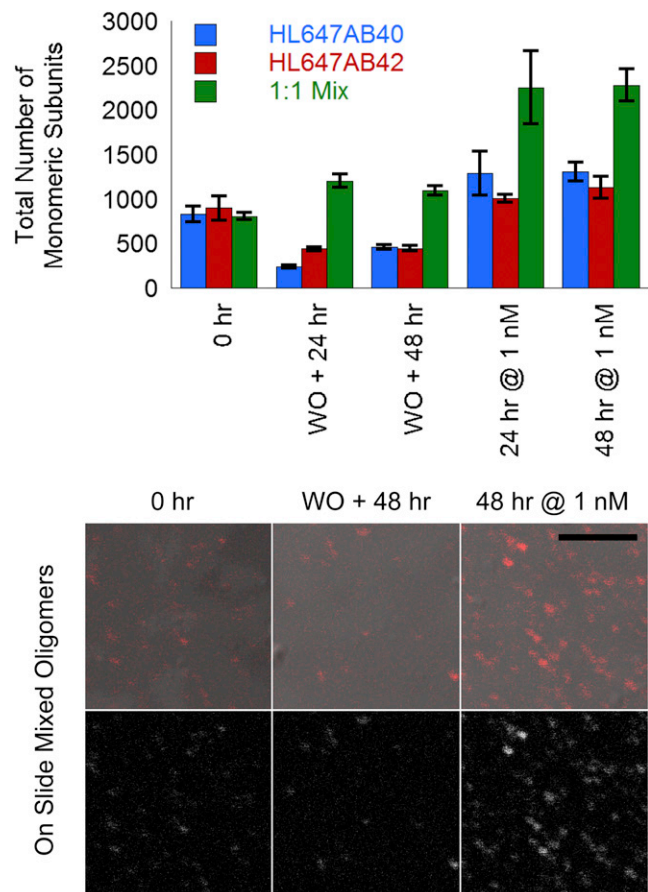 Total Number of
Monomeric Subunits
3000
2500
2000
1500
1000
500
0
HL647AB40
HL647AB42
1:1 Mix
0 hr
WO + 24 hr
WO + 48 hr
24 hr @ 1 nM
48 hr @ 1 nM
On Slide Mixed Oligomers
0 hr
WO + 48 hr
48 hr @ 1 nM